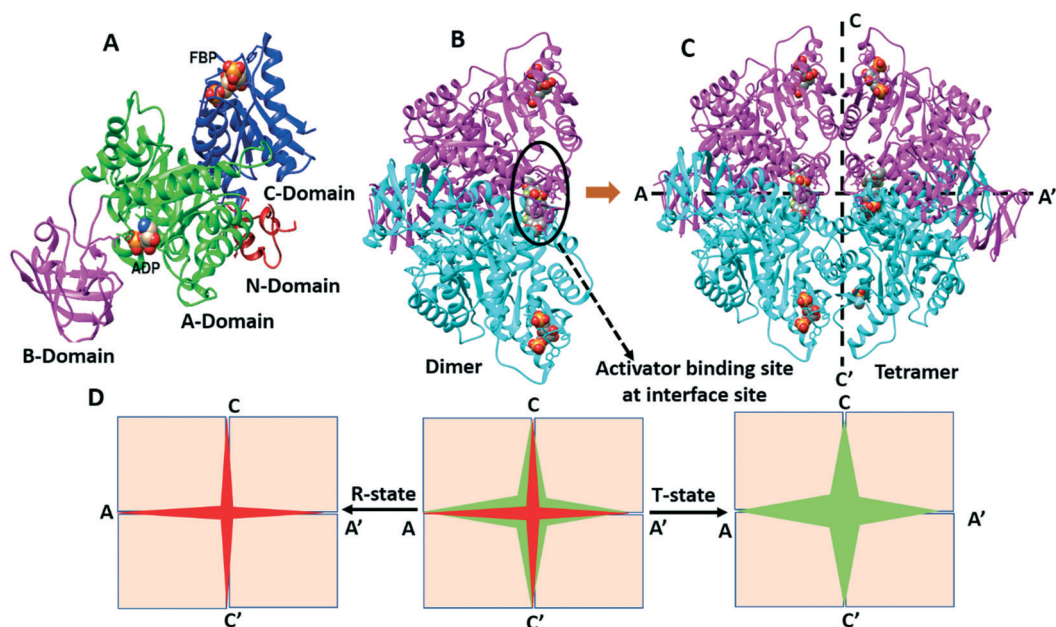 A
FBP
C-Domain
ADP
N-Domain
A-Domain
B-Domain
B
Dimer
Activator binding site
at interface site
C
C
A
A'
C'
Tetramer
D
C
A
A'
C'
R-state
C
A
A'
C'
T-state
C
A
A'
C'